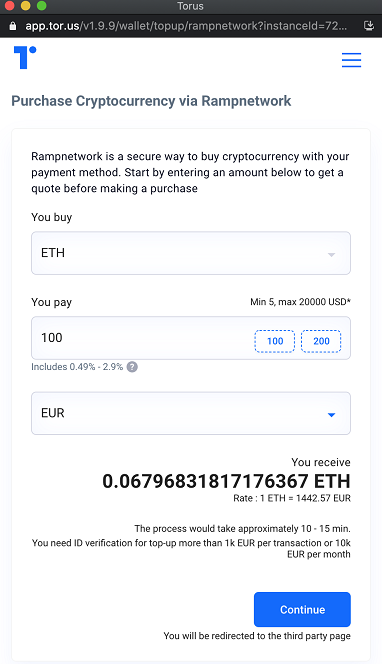 Torus
app.tor.us/v1.9.9/wallet/topup/rampnetwork?instanceId=72...
Purchase Cryptocurrency via Rampnetwork
Rampnetwork is a secure way to buy cryptocurrency with your
payment method. Start by entering an amount below to get a
quote before making a purchase
You buy
ETH
You pay
Min 5, max 20000 USD*
100
100
200
Includes 0.49% - 2.9% ?
EUR
You receive
0.06796831817176367 ETH
Rate : 1 ETH = 1442.57 EUR
The process would take approximately 10 - 15 min.
You need ID verification for top-up more than 1k EUR per transaction or 10k
EUR per month
Continue
You will be redirected to the third party page